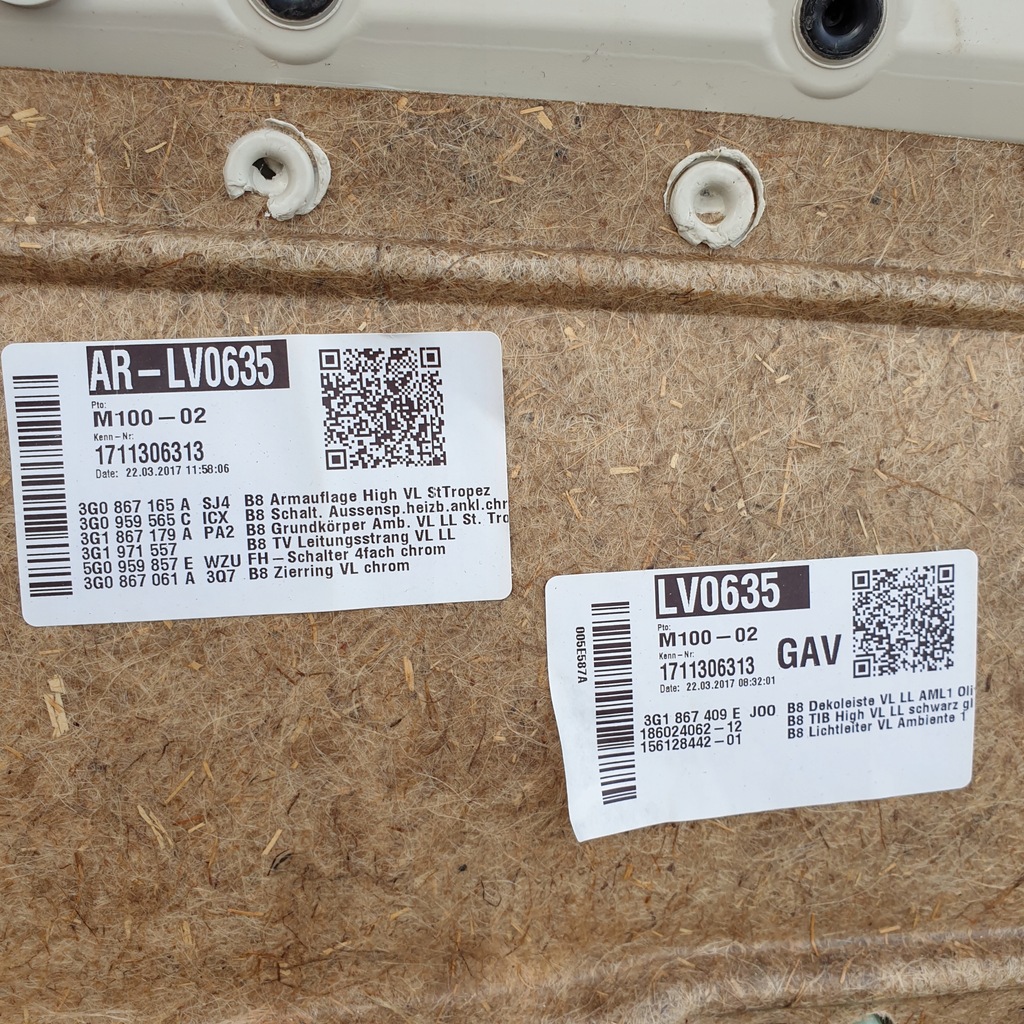 AR-LV0635
Pto:
M100-02
Kenn-Nr:
1711306313
Date: 22.03.2017 11:58:06
3G0 867 165 A SJ4 B8 Armauflage High VL StTropez
3G0 959 565 C ICX B8 Schalt. Aussensp.heizb.ankl.chr
3G1 867 179 A PA2 B8 Grundkörper Amb. VL LL St. Tro
3G1 971 557 B8 TV Leitungsstrang VL LL
5G0 959 857 E WZU FH-Schalter 4fach chrom
3G0 867 061 A 3Q7 B8 Zierring VL chrom
005E587A
LV0635
Pto:
M100-02
Kenn-Nr:
1711306313 GAV
Date: 22.03.2017 08:32:01
3G1 867 409 E JOO B8 Dekoleiste VL LL AML1 Oli
186024062-12 B8 TIB High VL LL schwarz gl
156128442-01 B8 Lichtleiter VL Ambiente 1